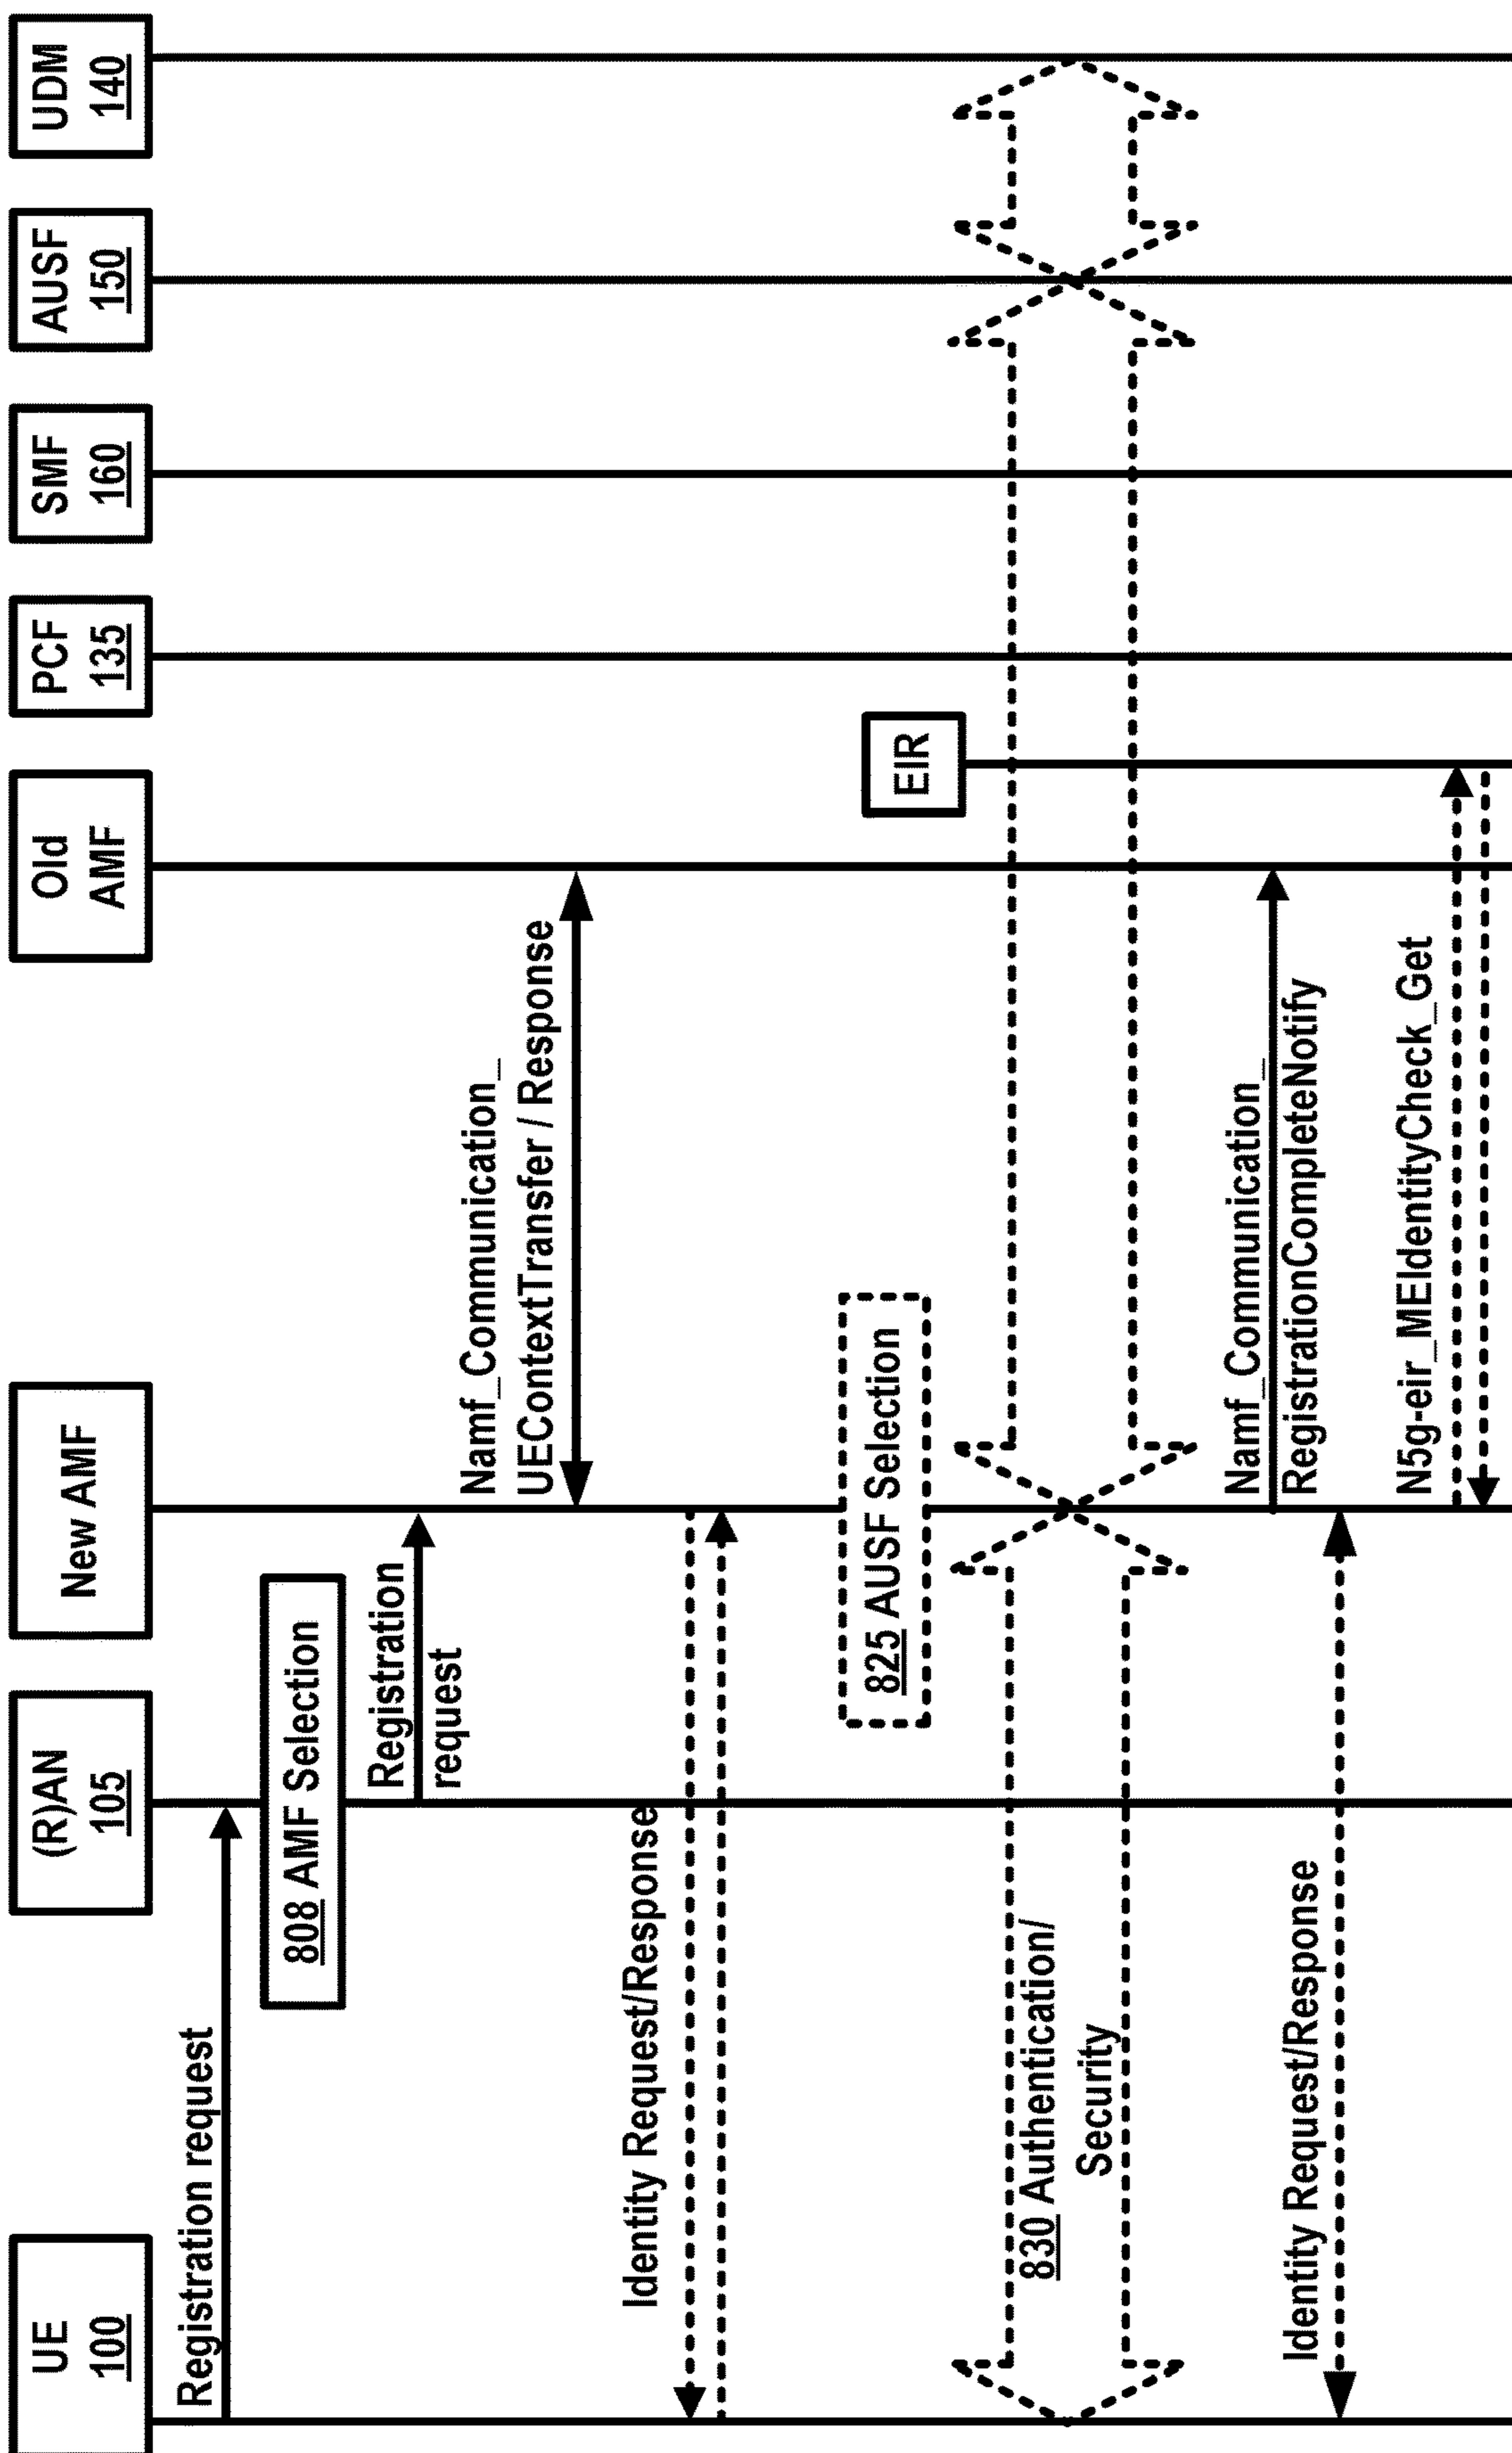 UE
100
(R)AN
105
New AMF
Old
AMF
PCF
135
SMF
160
AUSF
150
UDM
140
Registration request
808 AMF Selection
Registration
request
Namf_Communication_
UEContextTransfer / Response
Identity Request/Response
825 AUSF Selection
EIR
830 Authentication/
Security
Namf_Communication_
RegistrationCompleteNotify
Identity Request/Response
N5g-eir_MEIdentityCheck_Get